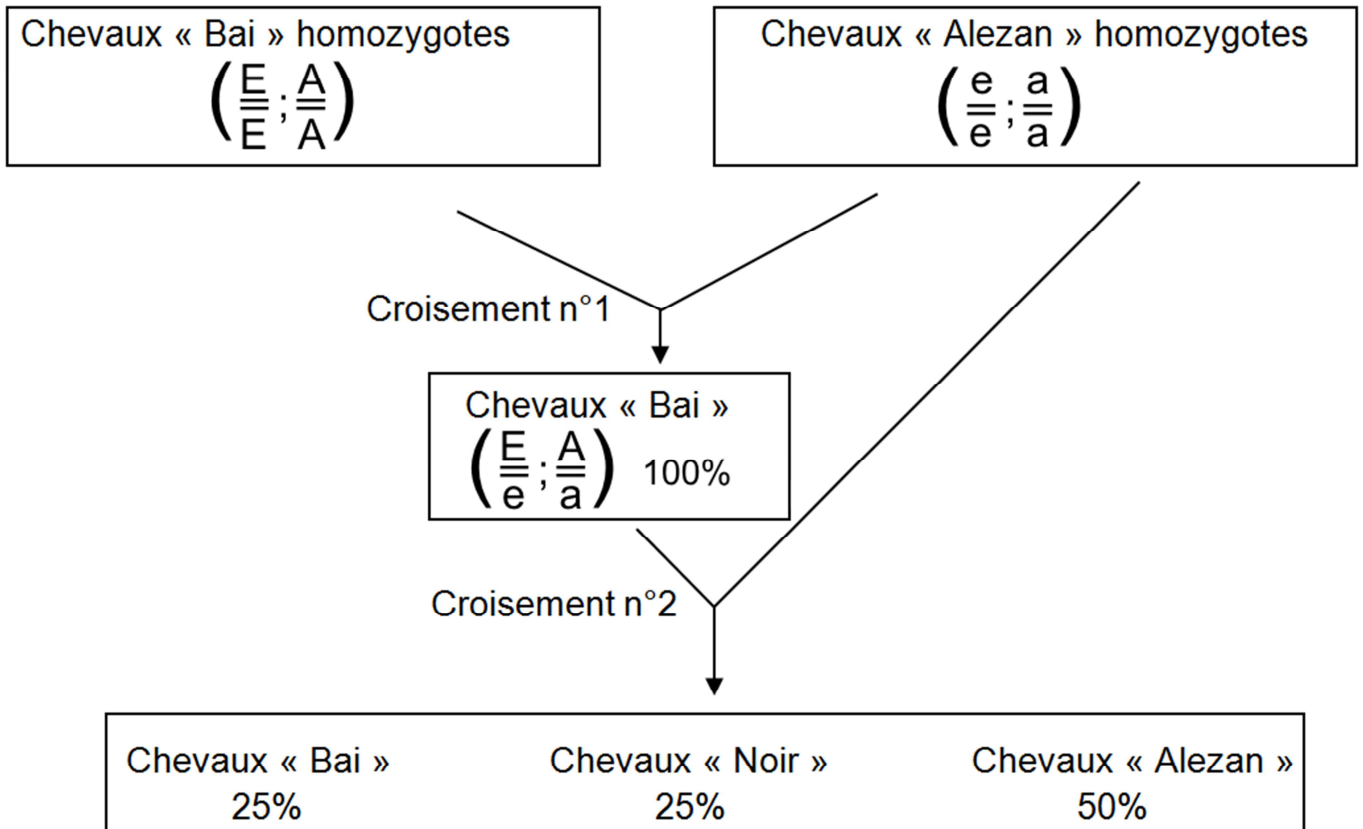 Chevaux « Bai » homozygotes
(E/E ; A/A)
Chevaux « Alezan » homozygotes
(e/e ; a/a)
Croisement n°1
Chevaux « Bai »
(E/e ; A/a) 100%
Croisement n°2
Chevaux « Bai » Chevaux « Noir » Chevaux « Alezan »
25% 25% 50%